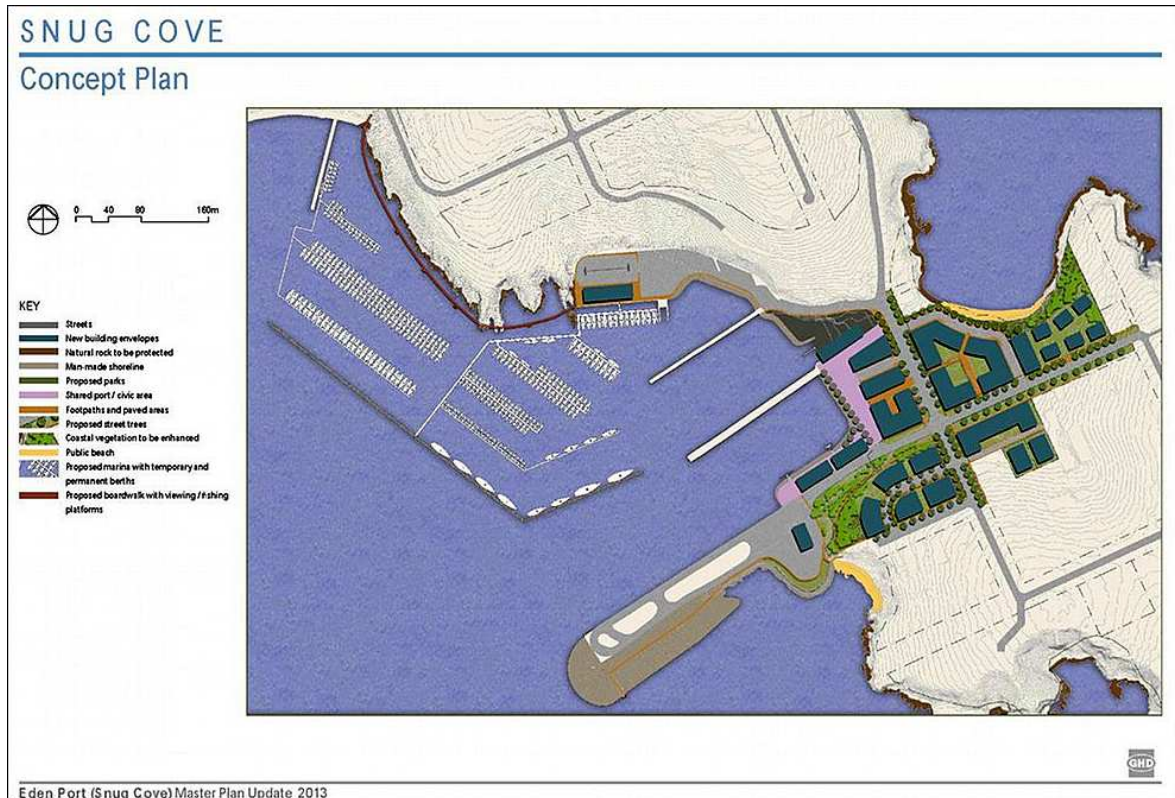 SNUG COVE
Concept Plan
0 40 80 160m
KEY
Streets
New building envelopes
Natural rock to be protected
Man-made shoreline
Proposed parks
Shared port / civic area
Footpaths and paved areas
Proposed street trees
Coastal vegetation to be enhanced
Public beach
Proposed marina with temporary and
permanent berths
Proposed boardwalk with viewing / fishing
platforms
GHD
Eden Port (Snug Cove) Master Plan Update 2013